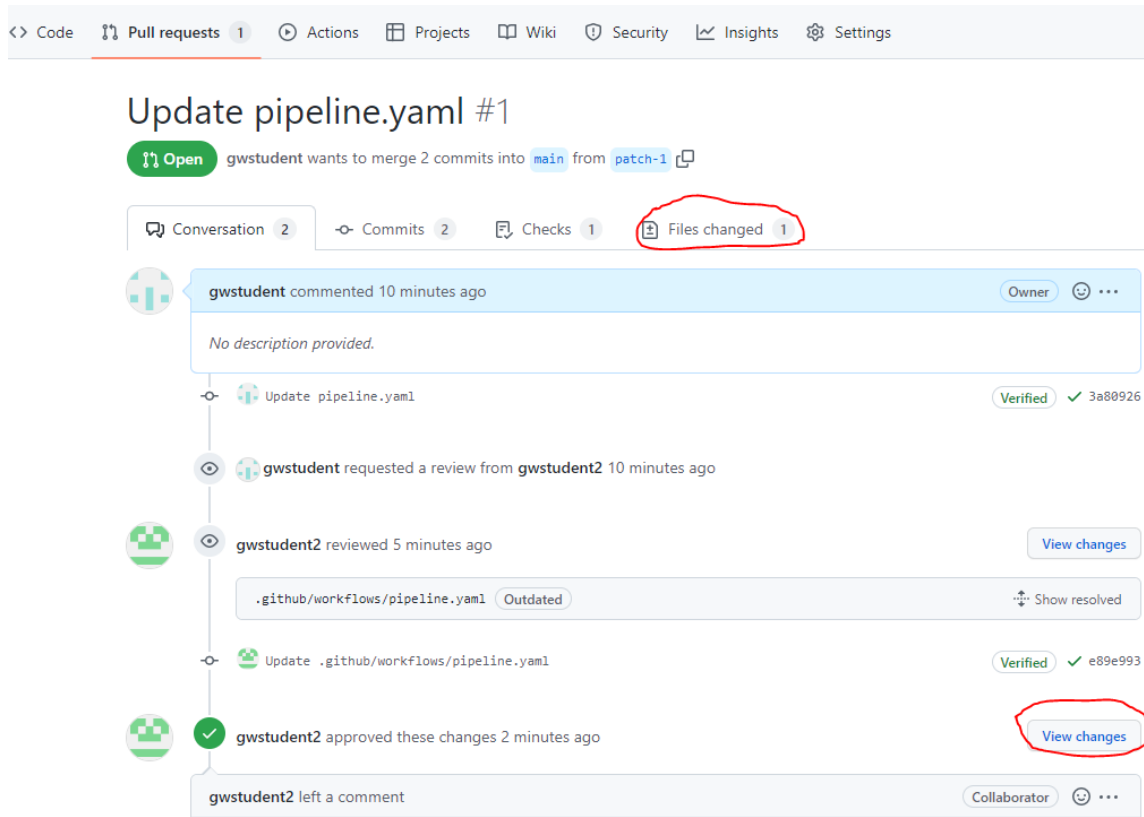 <> Code Pull requests 1 Actions Projects Wiki Security Insights Settings
Update pipeline.yaml #1
Open gwstudent wants to merge 2 commits into main from patch-1
Conversation 2 Commits 2 Checks 1 Files changed 1
gwstudent commented 10 minutes ago Owner ...
No description provided.
Update pipeline.yaml Verified 3a80926
gwstudent requested a review from gwstudent2 10 minutes ago
gwstudent2 reviewed 5 minutes ago View changes
.github/workflows/pipeline.yaml Outdated Show resolved
Update .github/workflows/pipeline.yaml Verified e89e993
gwstudent2 approved these changes 2 minutes ago View changes
gwstudent2 left a comment Collaborator ...